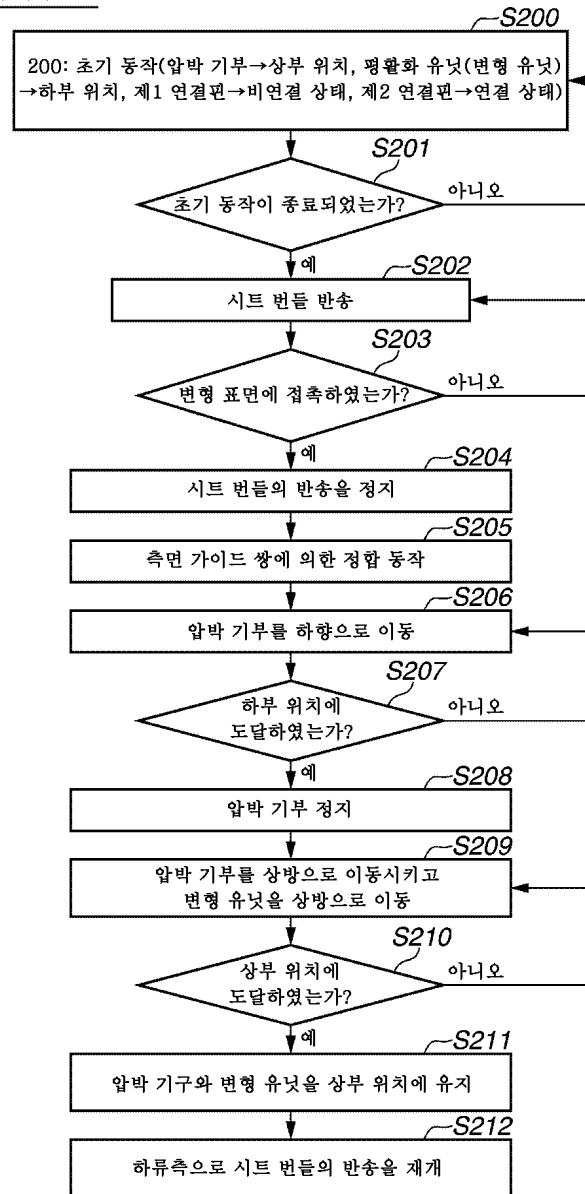 S200
200: 초기 동작(압박 기부→상부 위치, 평활화 유닛(변형 유닛)
→하부 위치, 제1 연결핀→비연결 상태, 제2 연결핀→연결 상태)
S201
초기 동작이 종료되었는가?
아니오
예
S202
시트 번들 반송
S203
변형 표면에 접촉하였는가?
아니오
예
S204
시트 번들의 반송을 정지
S205
측면 가이드 쌍에 의한 정합 동작
S206
압박 기부를 하향으로 이동
S207
하부 위치에
도달하였는가?
아니오
예
S208
압박 기부 정지
S209
압박 기부를 상방으로 이동시키고
변형 유닛을 상방으로 이동
S210
상부 위치에
도달하였는가?
아니오
예
S211
압박 기구와 변형 유닛을 상부 위치에 유지
S212
하류측으로 시트 번들의 반송을 재개